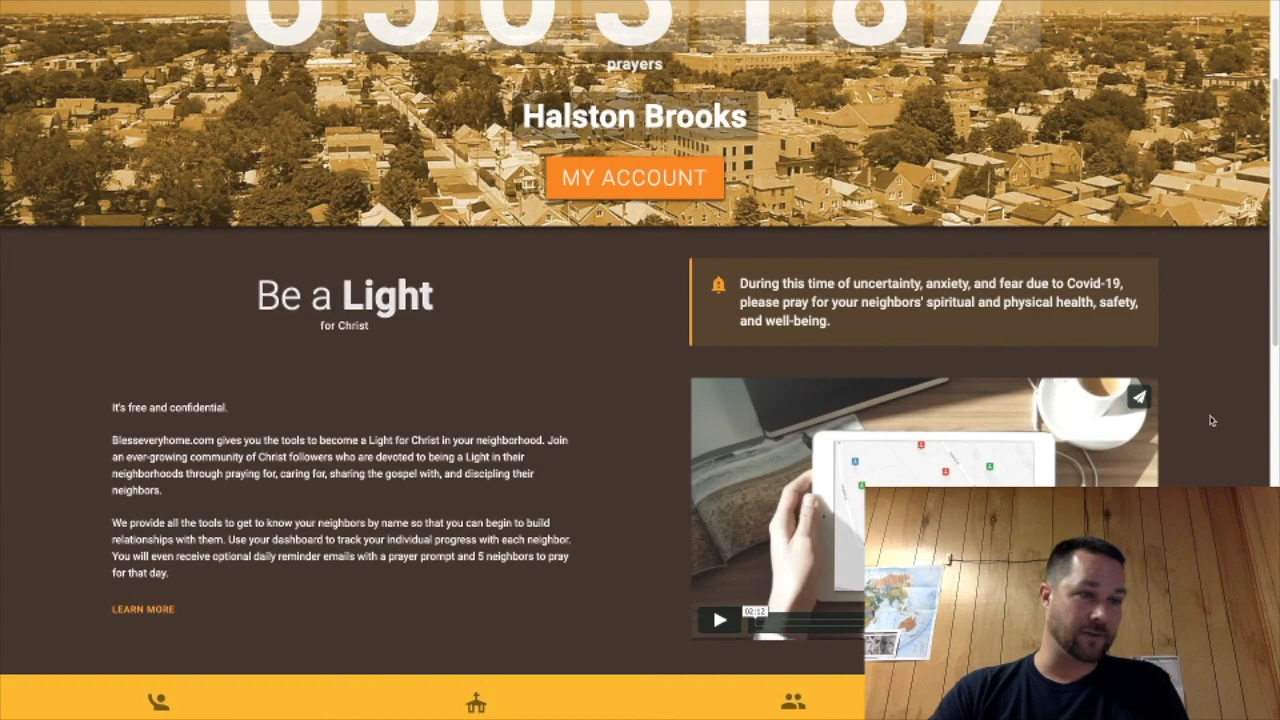 prayers
Halston Brooks
MY ACCOUNT
Be a Light
for Christ
During this time of uncertainty, anxiety, and fear due to Covid-19,
please pray for your neighbors' spiritual and physical health, safety,
and well-being.
It's free and confidential.
Blesseveryhome.com gives you the tools to become a Light for Christ in your neighborhood. Join
an ever-growing community of Christ followers who are devoted to being a Light in their
neighborhoods through praying for, caring for, sharing the gospel with, and discipling their
neighbors.
We provide all the tools to get to know your neighbors by name so that you can begin to build
relationships with them. Use your dashboard to track your individual progress with each neighbor.
You will even receive optional daily reminder emails with a prayer prompt and 5 neighbors to pray
for that day.
LEARN MORE
02:12